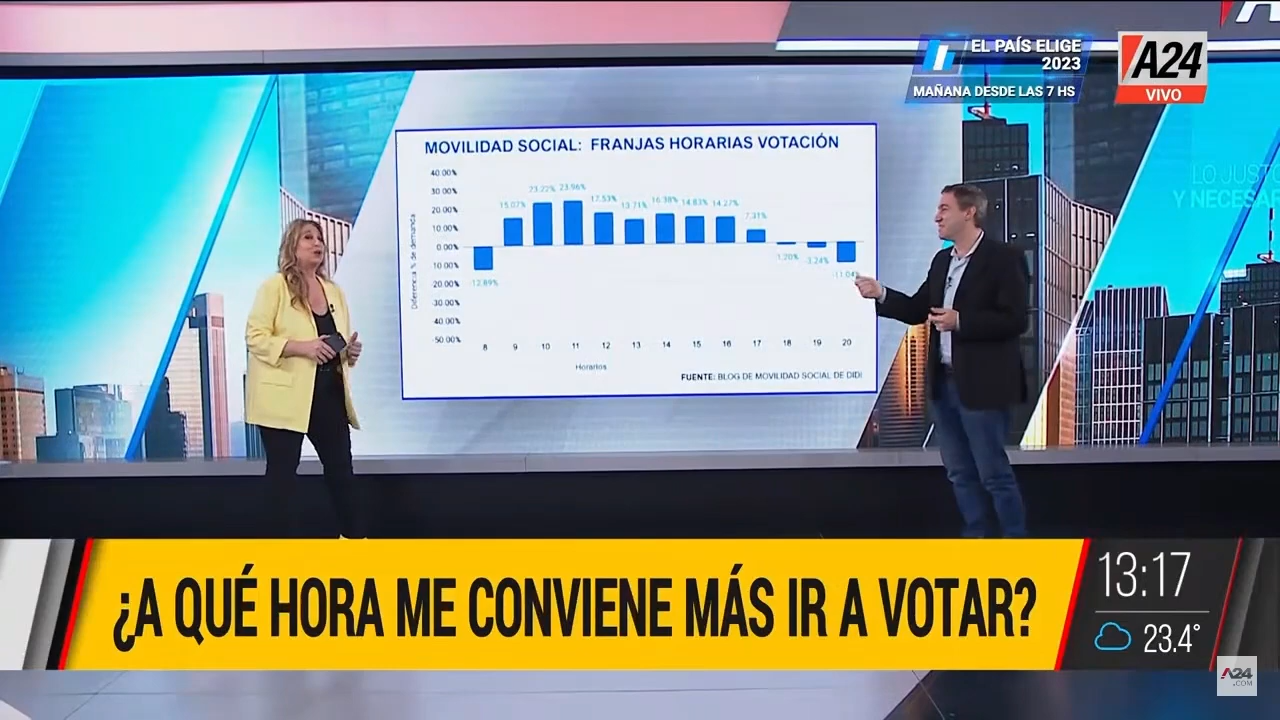 EL PAÍS ELIGE
2023
MAÑANA DESDE LAS 7 HS
A24
VIVO
LO JUSTO
Y NECESAR
MOVILIDAD SOCIAL: FRANJAS HORARIAS VOTACIÓN
Diferencia % de demanda
40.00%
30.00%
20.00%
10.00%
0.00%
10.00%
20.00%
-30.00%
40.00%
-50.00%
-12.89%
15.07%
23.22%
23.96%
17.53%
13.71%
16.38%
14.83%
14.27%
7.31%
1.20%
-3.24%
-11.04%
8 9 10 11 12 13 14 15 16 17 18 19 20
Horarios
FUENTE: BLOG DE MOVILIDAD SOCIAL DE DIDI
¿A QUÉ HORA ME CONVIENE MÁS IR A VOTAR?
13:17
23.4°
A24
.COM